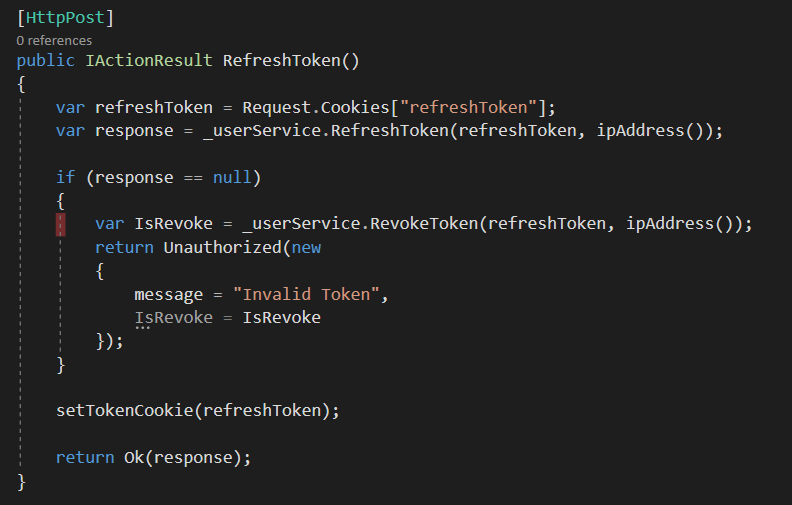 [HttpPost]
0 references
public IActionResult RefreshToken()
{
var refreshToken = Request.Cookies["refreshToken"];
var response = _userService.RefreshToken(refreshToken, ipAddress());
if (response == null)
{
var IsRevoke = _userService.RevokeToken(refreshToken, ipAddress());
return Unauthorized(new
{
message = "Invalid Token",
IsRevoke = IsRevoke
});
}
setTokenCookie(refreshToken);
return Ok(response);
}